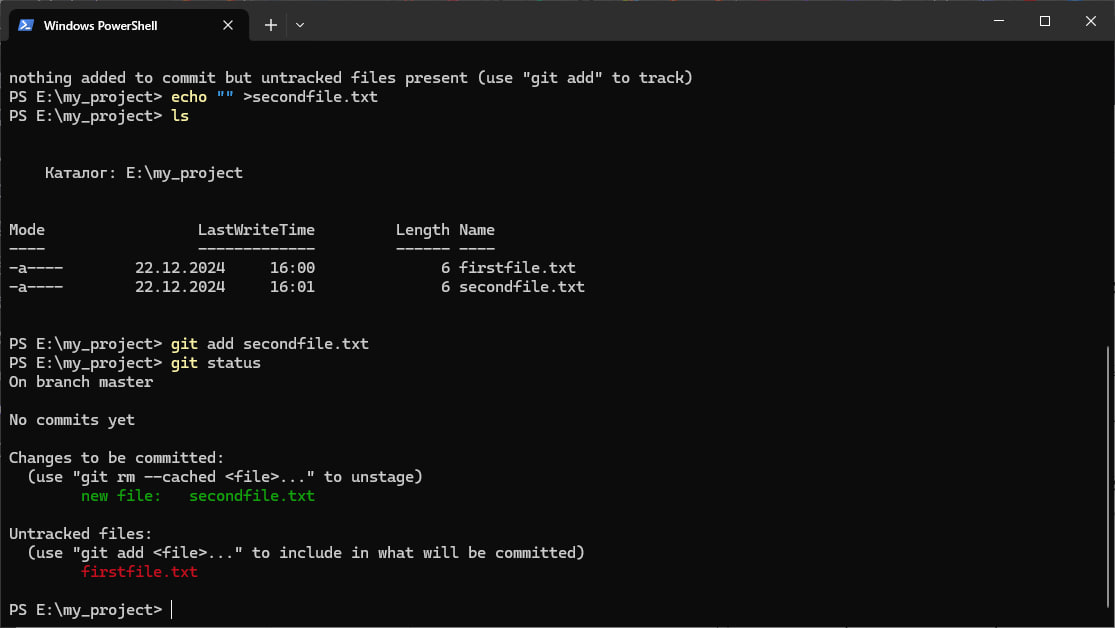 Windows PowerShell
nothing added to commit but untracked files present (use "git add" to track)
PS E:\my_project> echo "" >secondfile.txt
PS E:\my_project> ls
Каталог: E:\my_project
Mode                 LastWriteTime         Length Name
----                 -------------         ------ ----
-a----        22.12.2024     16:00              6 firstfile.txt
-a----        22.12.2024     16:01              6 secondfile.txt
PS E:\my_project> git add secondfile.txt
PS E:\my_project> git status
On branch master
No commits yet
Changes to be committed:
  (use "git rm --cached <file>..." to unstage)
        new file:   secondfile.txt
Untracked files:
  (use "git add <file>..." to include in what will be committed)
        firstfile.txt
PS E:\my_project>